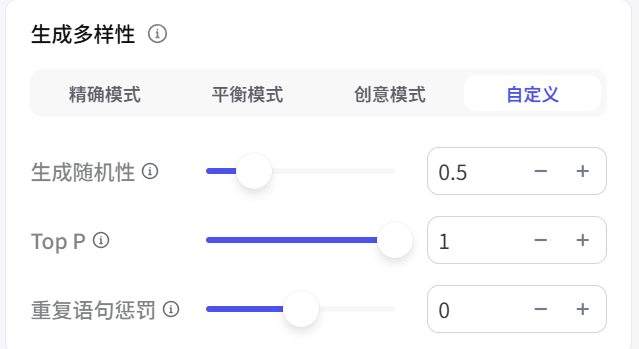 生成多样性
精确模式 平衡模式 创意模式 自定义
生成随机性 0.5 − +
Top P 1 − +
重复语句惩罚 0 − +